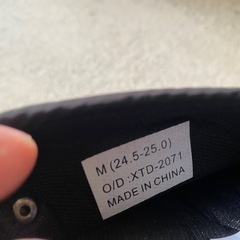 M (24.5-25.0)
O/D : XTD-2071
MADE IN CHINA